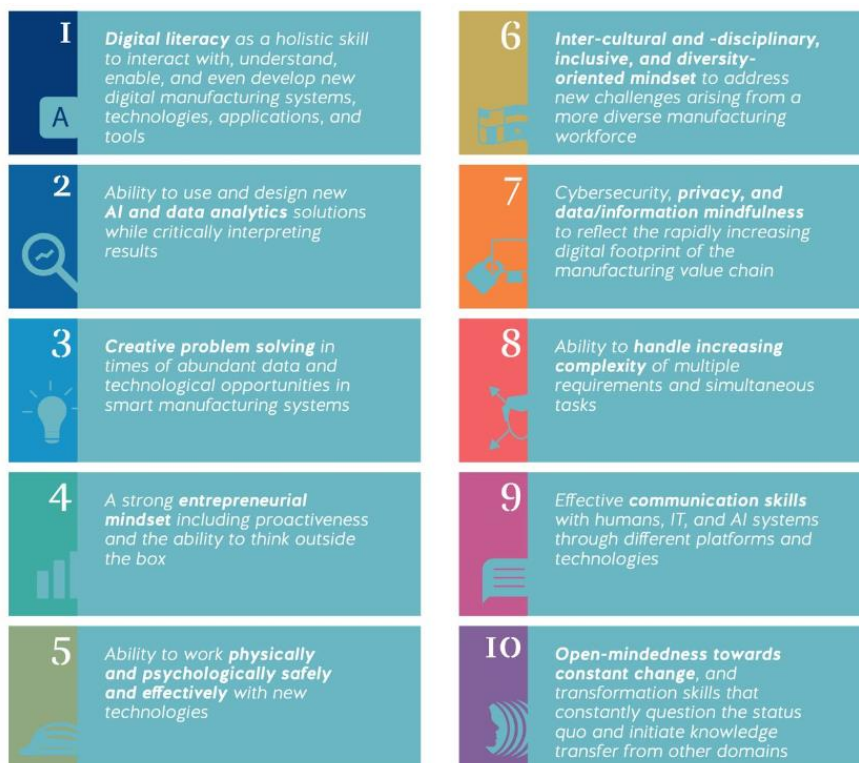 1
Digital literacy as a holistic skill
to interact with, understand,
enable, and even develop new
digital manufacturing systems,
technologies, applications, and
tools
A
2
Ability to use and design new
AI and data analytics solutions
while critically interpreting
results
3
Creative problem solving in
times of abundant data and
technological opportunities in
smart manufacturing systems
4
A strong entrepreneurial
mindset including proactiveness
and the ability to think outside
the box
5
Ability to work physically
and psychologically safely
and effectively with new
technologies
6
Inter-cultural and -disciplinary,
inclusive, and diversity-
oriented mindset to address
new challenges arising from a
more diverse manufacturing
workforce
7
Cybersecurity, privacy, and
data/information mindfulness
to reflect the rapidly increasing
digital footprint of the
manufacturing value chain
8
Ability to handle increasing
complexity of multiple
requirements and simultaneous
tasks
9
Effective communication skills
with humans, IT, and AI systems
through different platforms and
technologies
10
Open-mindedness towards
constant change, and
transformation skills that
constantly question the status
quo and initiate knowledge
transfer from other domains